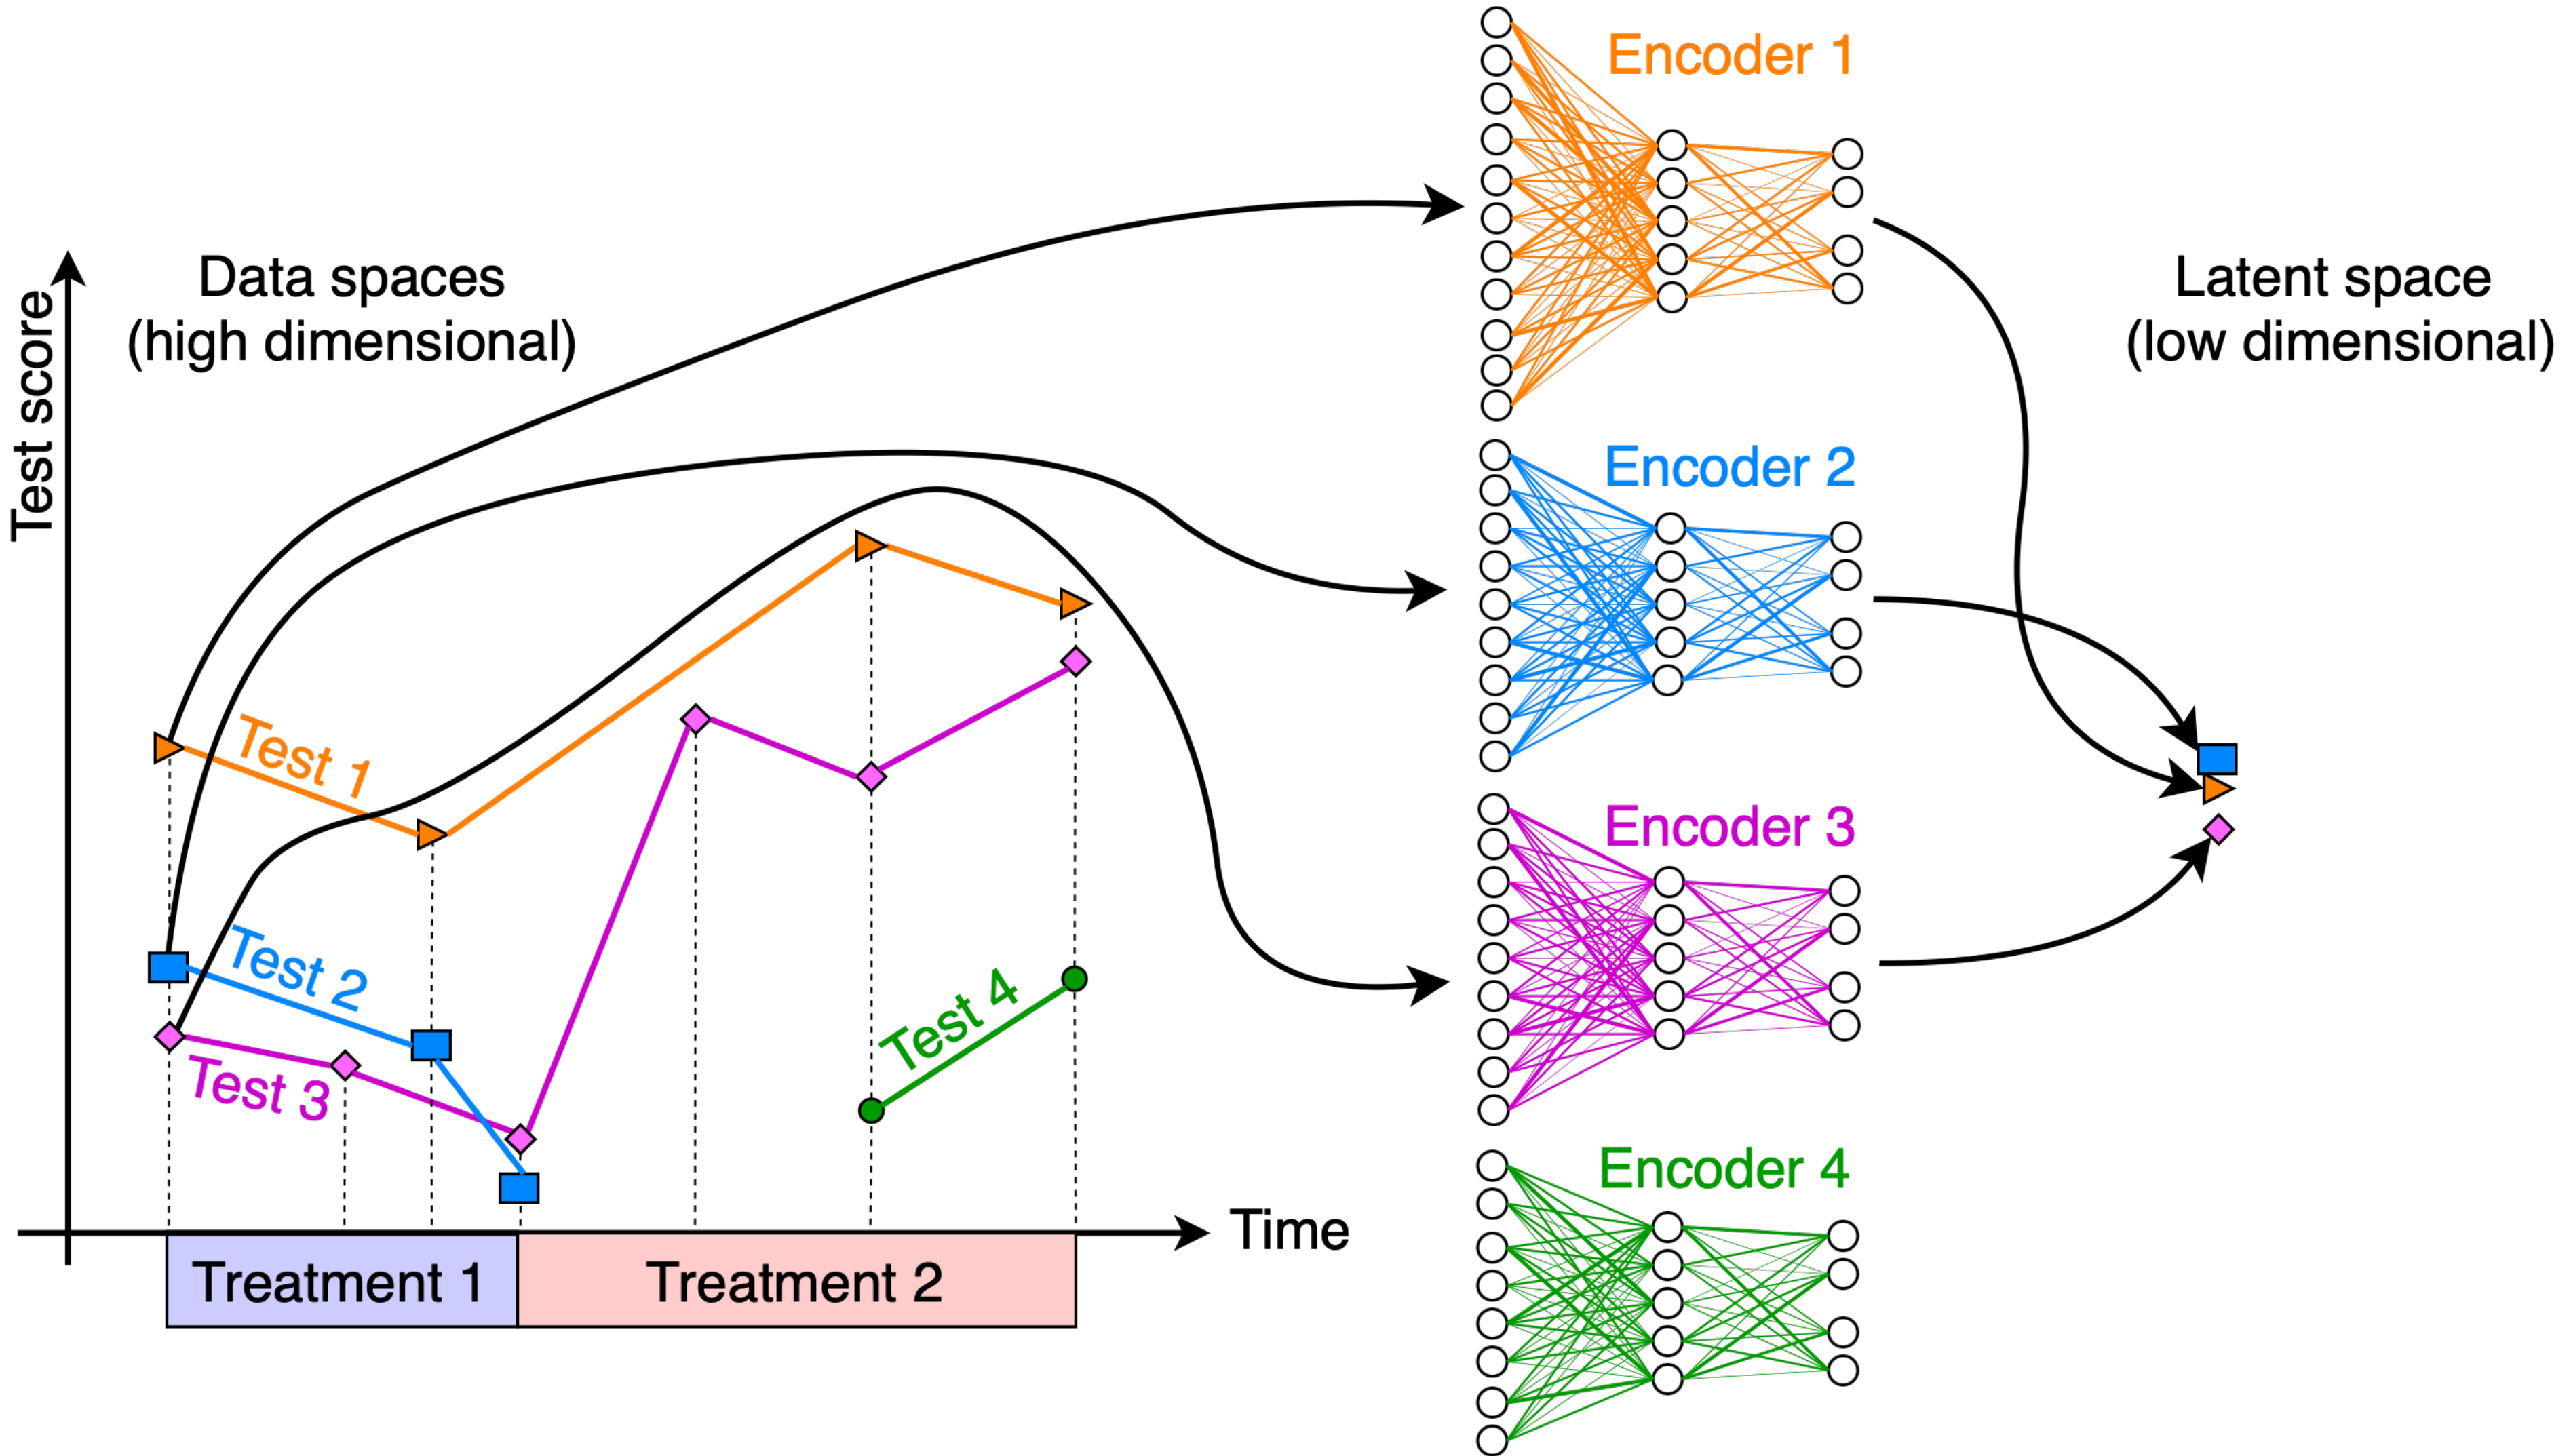 Test score
Data spaces
(high dimensional)
Test 1
Test 2
Test 3
Test 4
Time
Treatment 1
Treatment 2
Encoder 1
Encoder 2
Encoder 3
Encoder 4
Latent space
(low dimensional)